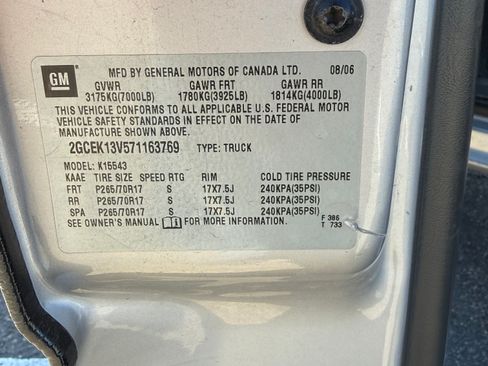 GM
MFD BY GENERAL MOTORS OF CANADA LTD. 08/06
GVWR GAWR FRT GAWR RR
3175KG(7000LB) 1780KG(3925LB) 1814KG(4000LB)
THIS VEHICLE CONFORMS TO ALL APPLICABLE U.S. FEDERAL MOTOR
VEHICLE SAFETY STANDARDS IN EFFECT ON THE DATE OF
MANUFACTURE SHOWN ABOVE.
2GCEK13V571163769 TYPE: TRUCK
MODEL: K15543
KAAE TIRE SIZE SPEED RTG RIM COLD TIRE PRESSURE
FRT P265/70R17 S 17X7.5J 240KPA(35PSI)
RR P265/70R17 S 17X7.5J 240KPA(35PSI)
SPA P265/70R17 S 17X7.5J 240KPA(35PSI)
SEE OWNER'S MANUAL FOR MORE INFORMATION.
F 386
T 733